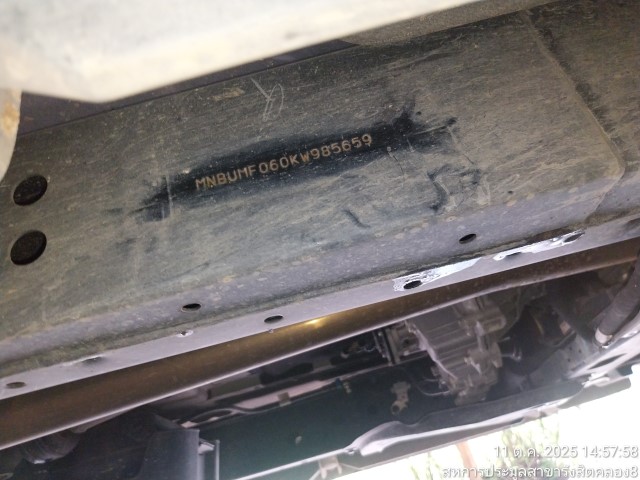 MNBUMF060KW985659
11 ต.ค. 2025 14:57:58
สหการประมูลสาขารังสิตคลอง8